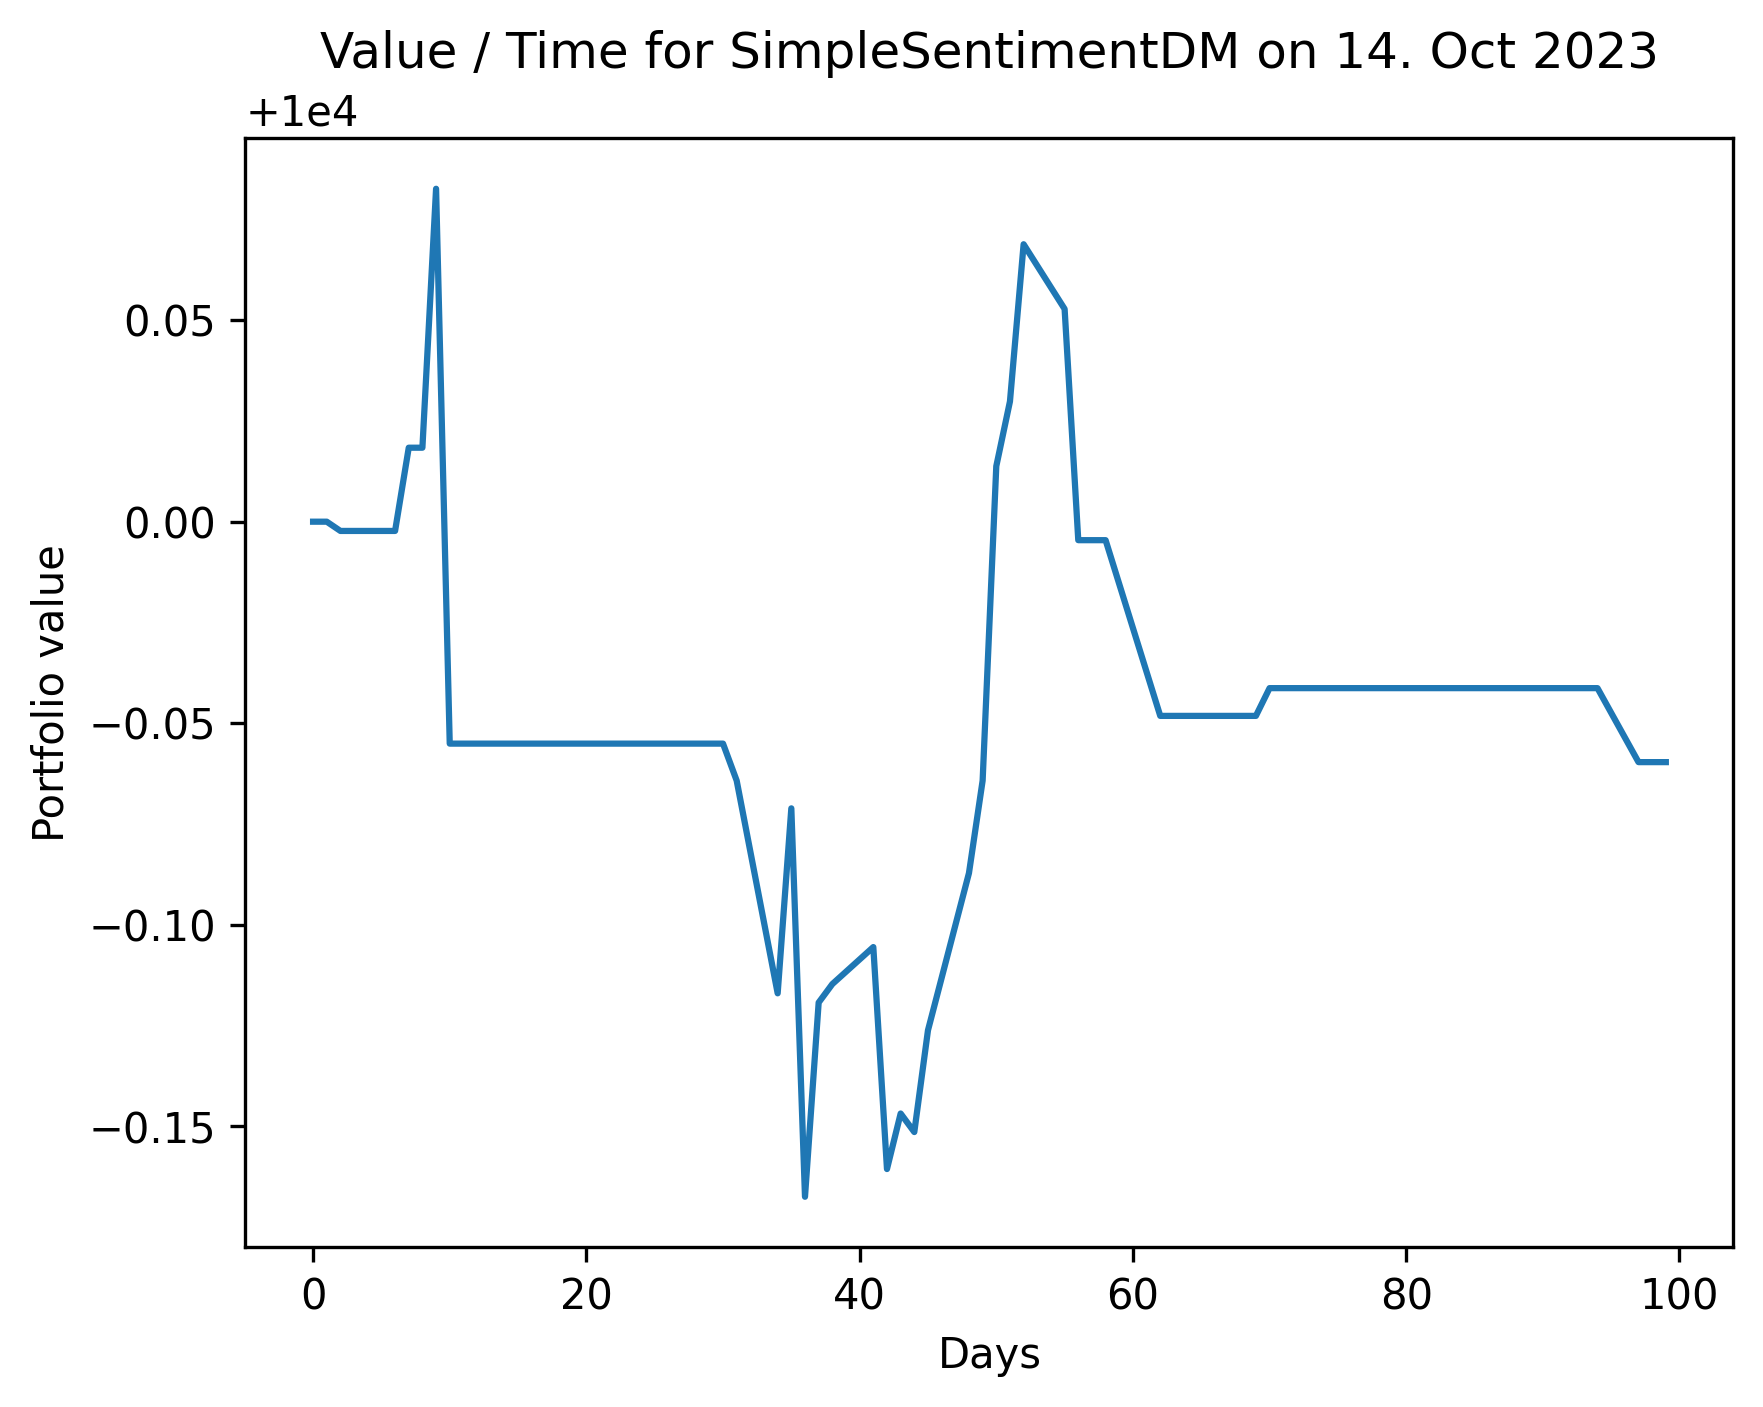 Value / Time for SimpleSentimentDM on 14. Oct 2023
+1e4
0.05
0.00
−0.05
−0.10
−0.15
Portfolio value
0 20 40 60 80 100
Days